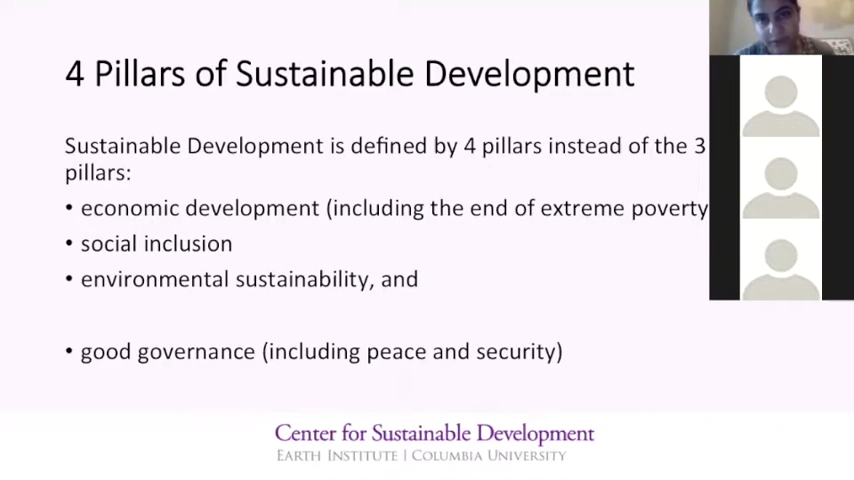 4 Pillars of Sustainable Development
Sustainable Development is defined by 4 pillars instead of the 3
pillars:
• economic development (including the end of extreme poverty
• social inclusion
• environmental sustainability, and
• good governance (including peace and security)
Center for Sustainable Development
EARTH INSTITUTE | COLUMBIA UNIVERSITY